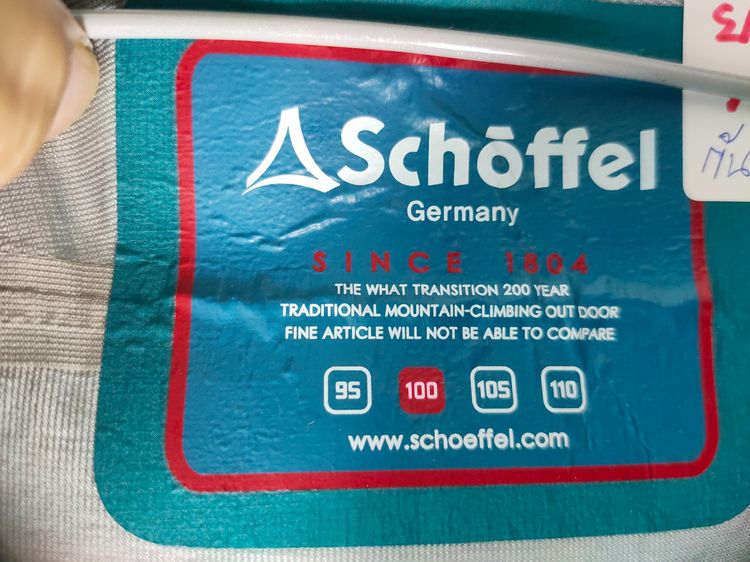 Schōffel
Germany
SINCE 1804
THE WHAT TRANSITION 200 YEAR
TRADITIONAL MOUNTAIN-CLIMBING OUT DOOR
FINE ARTICLE WILL NOT BE ABLE TO COMPARE
95 100 105 110
www.schoeffel.com